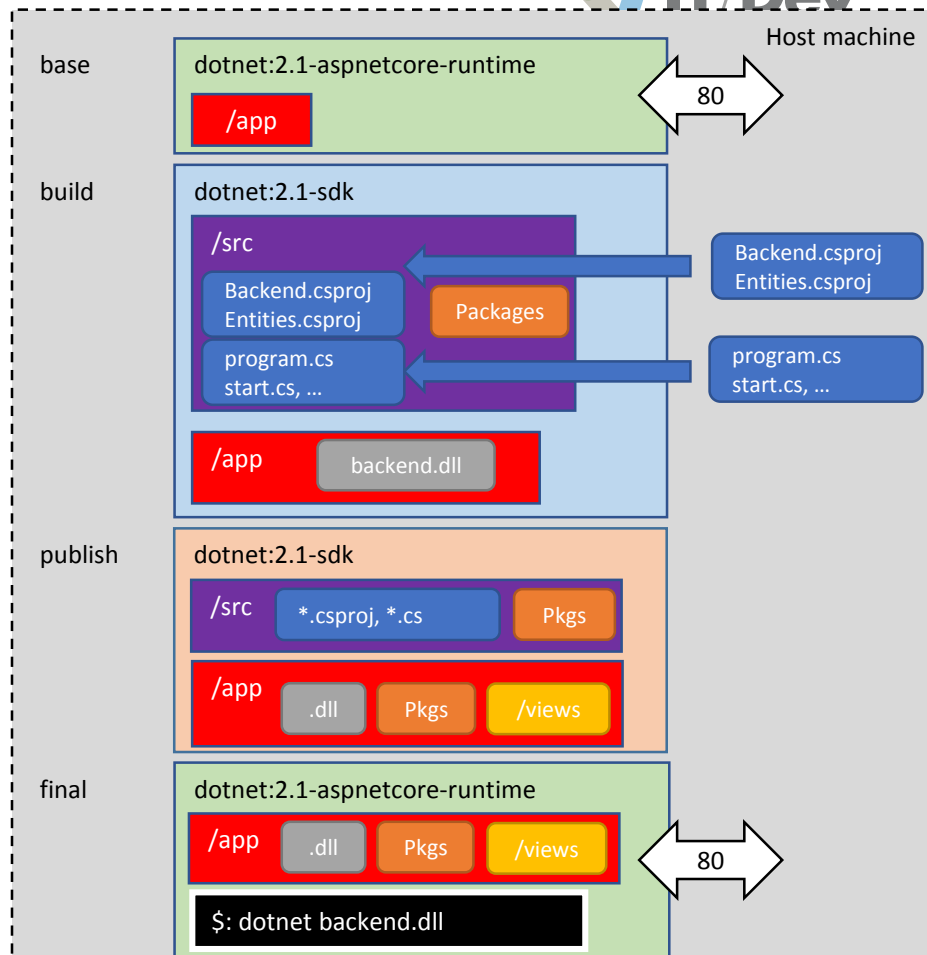 IT/Dev
Host machine
base
dotnet:2.1-aspnetcore-runtime
80
/app
build
dotnet:2.1-sdk
/src
Backend.csproj
Entities.csproj
Packages
program.cs
start.cs, ...
Backend.csproj
Entities.csproj
program.cs
start.cs, ...
/app
backend.dll
publish
dotnet:2.1-sdk
/src
*.csproj, *.cs
Pkgs
/app
.dll
Pkgs
/views
final
dotnet:2.1-aspnetcore-runtime
/app
.dll
Pkgs
/views
80
$: dotnet backend.dll